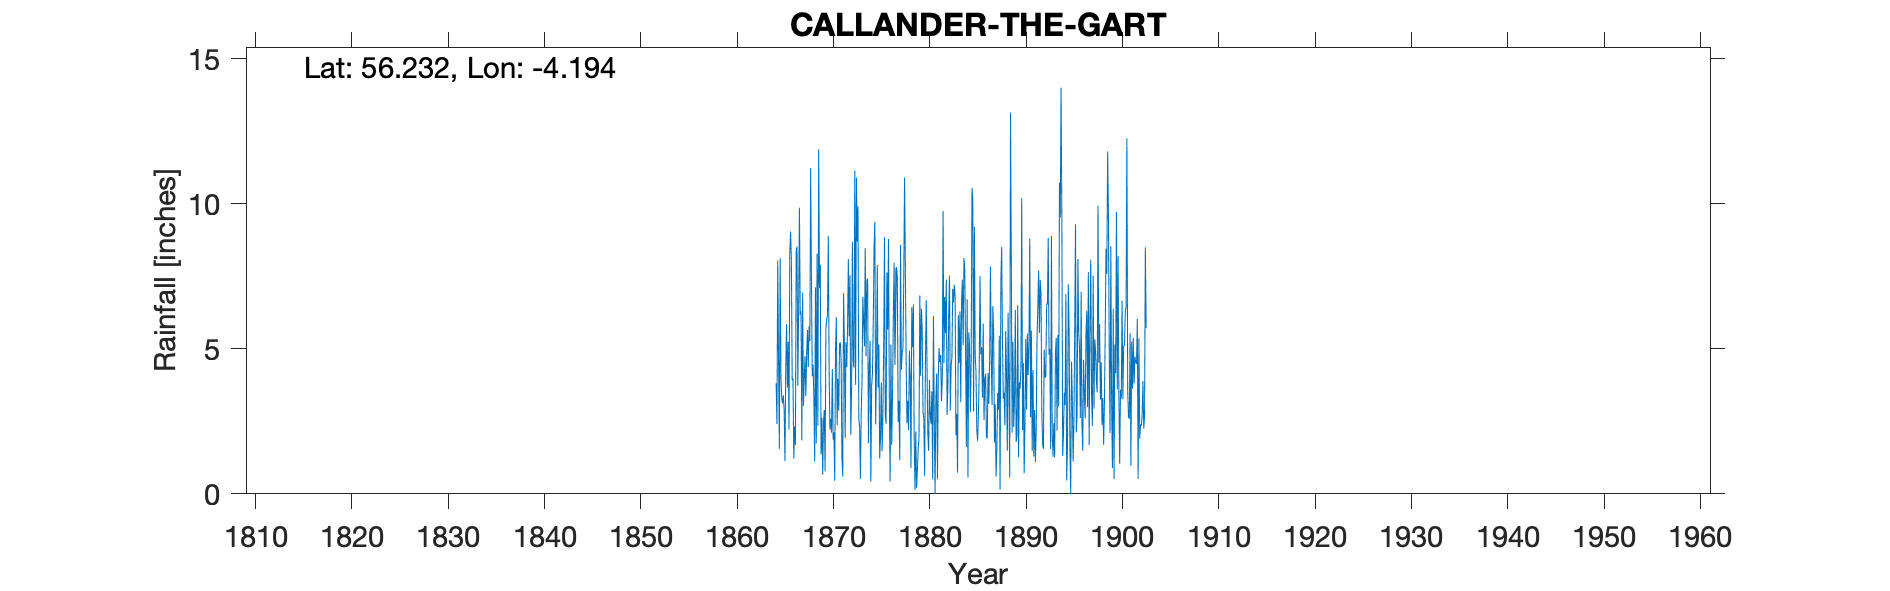 CALLANDER-THE-GART
Lat: 56.232, Lon: -4.194
15
10
5
0
Rainfall [inches]
1810 1820 1830 1840 1850 1860 1870 1880 1890 1900 1910 1920 1930 1940 1950 1960
Year